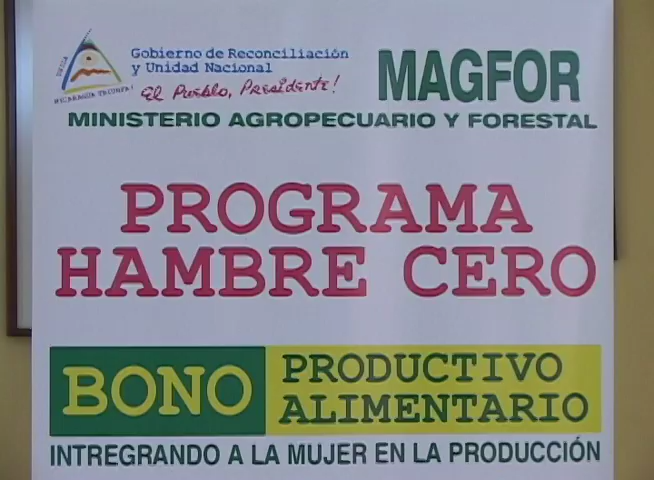 Gobierno de Reconciliación
y Unidad Nacional
El Pueblo, Presidente!
MAGFOR
MINISTERIO AGROPECUARIO Y FORESTAL
PROGRAMA
HAMBRE CERO
BONO
PRODUCTIVO
ALIMENTARIO
INTREGRANDO A LA MUJER EN LA PRODUCCIÓN